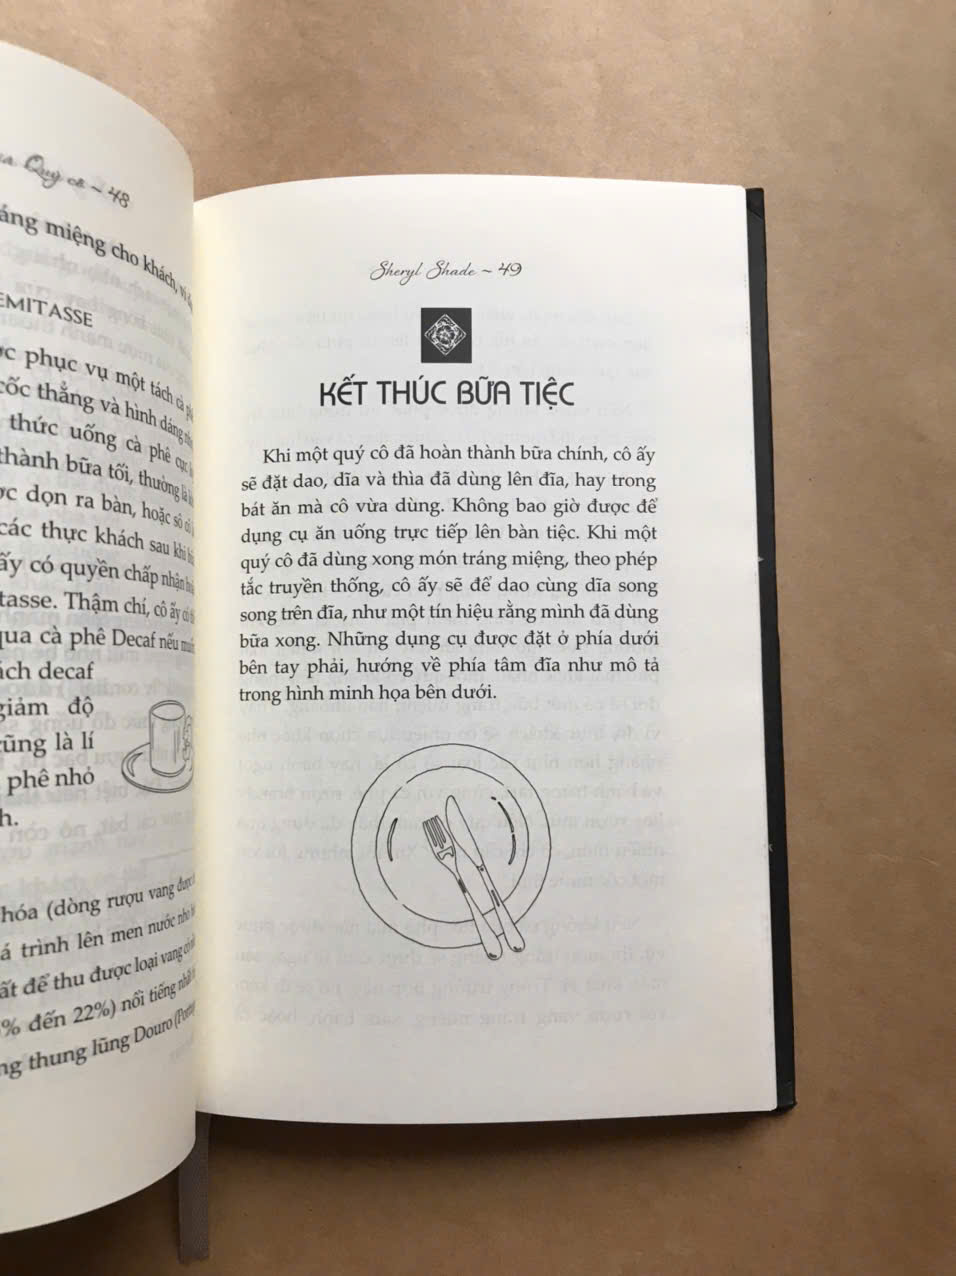 Quý cô ~ 48
áng miệng cho khách, vì
EMITASSE
phục vụ một tách cà
cốc thẳng và hình dáng
thức uống cà phê cực
thành bữa tối, thường là
dọn ra bàn, hoặc
các thực khách sau khi
ấy có quyền chấp nhận
tasse. Thậm chí, cô ấy có
qua cà phê Decaf nếu
ách decaf
giảm độ
cũng là lí
phê nhỏ
h.
hóa (dòng rượu vang được
á trình lên men nước nho
ất để thu được loại vang
% đến 22%) nổi tiếng nhất
ng thung lũng Douro
Sheryl Shade ~ 49
KẾT THÚC BỮA TIỆC
Khi một quý cô đã hoàn thành bữa chính, cô ấy
sẽ đặt dao, dĩa và thìa đã dùng lên đĩa, hay trong
bát ăn mà cô vừa dùng. Không bao giờ được để
dụng cụ ăn uống trực tiếp lên bàn tiệc. Khi một
quý cô đã dùng xong món tráng miệng, theo phép
tắc truyền thống, cô ấy sẽ để dao cùng dĩa song
song trên đĩa, như một tín hiệu rằng mình đã dùng
bữa xong. Những dụng cụ được đặt ở phía dưới
bên tay phải, hướng về phía tâm đĩa như mô tả
trong hình minh họa bên dưới.